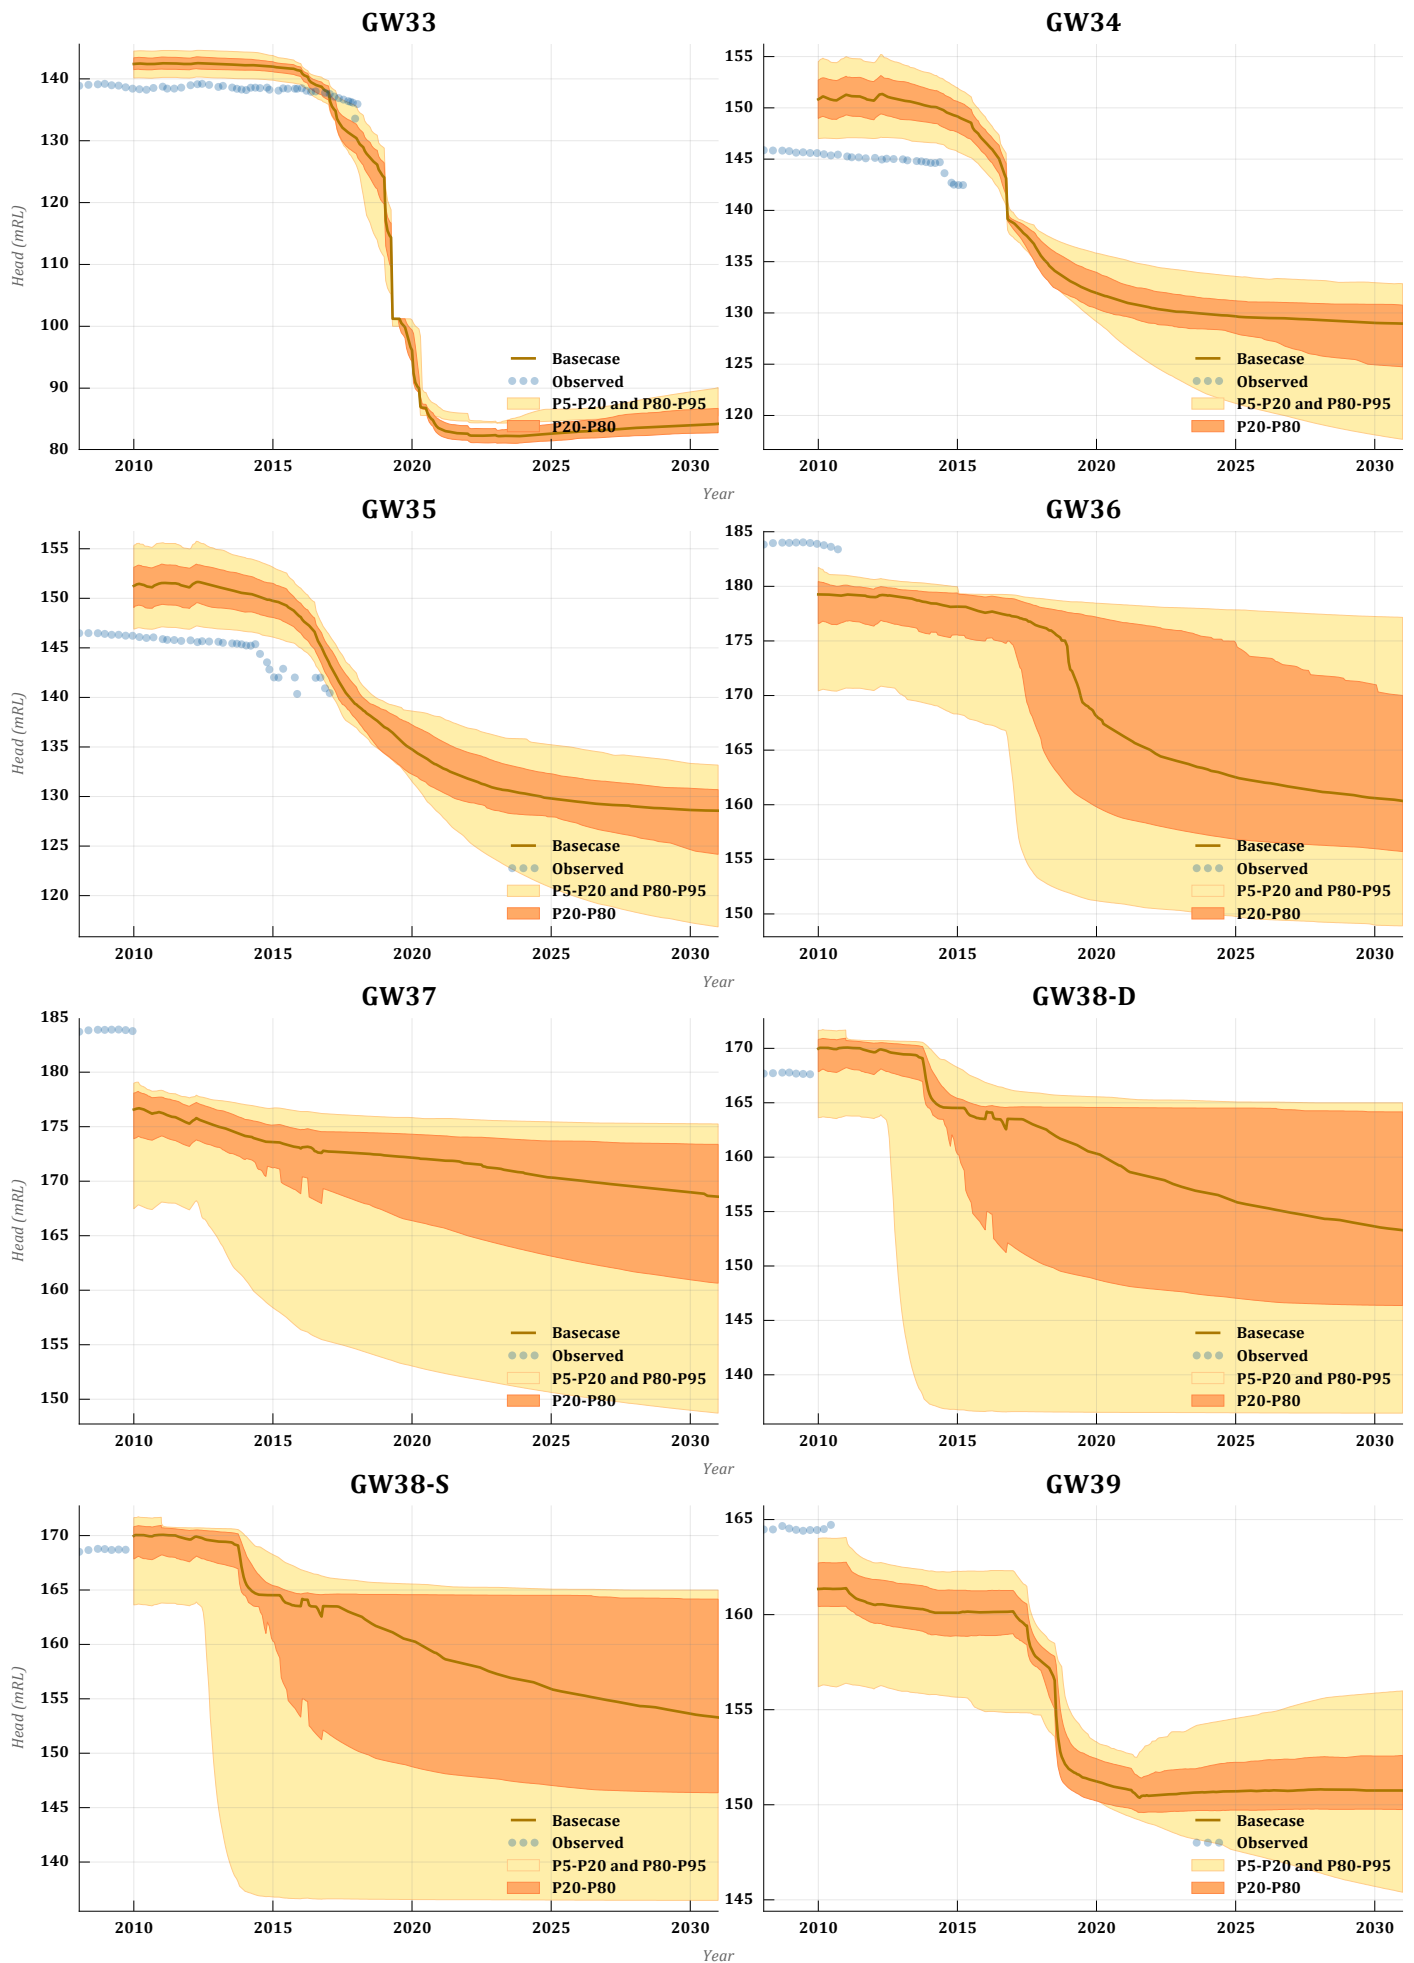 GW33
GW34
Head (mRL)
140
130
120
110
100
90
80
155
150
145
140
135
130
125
120
Basecase
Observed
P5-P20 and P80-P95
P20-P80
Basecase
Observed
P5-P20 and P80-P95
P20-P80
2010 2015 2020 2025 2030
2010 2015 2020 2025 2030
Year
GW35
GW36
Head (mRL)
155
150
145
140
135
130
125
120
185
180
175
170
165
160
155
150
Basecase
Observed
P5-P20 and P80-P95
P20-P80
Basecase
Observed
P5-P20 and P80-P95
P20-P80
2010 2015 2020 2025 2030
2010 2015 2020 2025 2030
Year
GW37
GW38-D
Head (mRL)
185
180
175
170
165
160
155
150
170
165
160
155
150
145
140
Basecase
Observed
P5-P20 and P80-P95
P20-P80
Basecase
Observed
P5-P20 and P80-P95
P20-P80
2010 2015 2020 2025 2030
2010 2015 2020 2025 2030
Year
GW38-S
GW39
Head (mRL)
170
165
160
155
150
145
140
165
160
155
150
145
Basecase
Observed
P5-P20 and P80-P95
P20-P80
Basecase
Observed
P5-P20 and P80-P95
P20-P80
2010 2015 2020 2025 2030
2010 2015 2020 2025 2030
Year